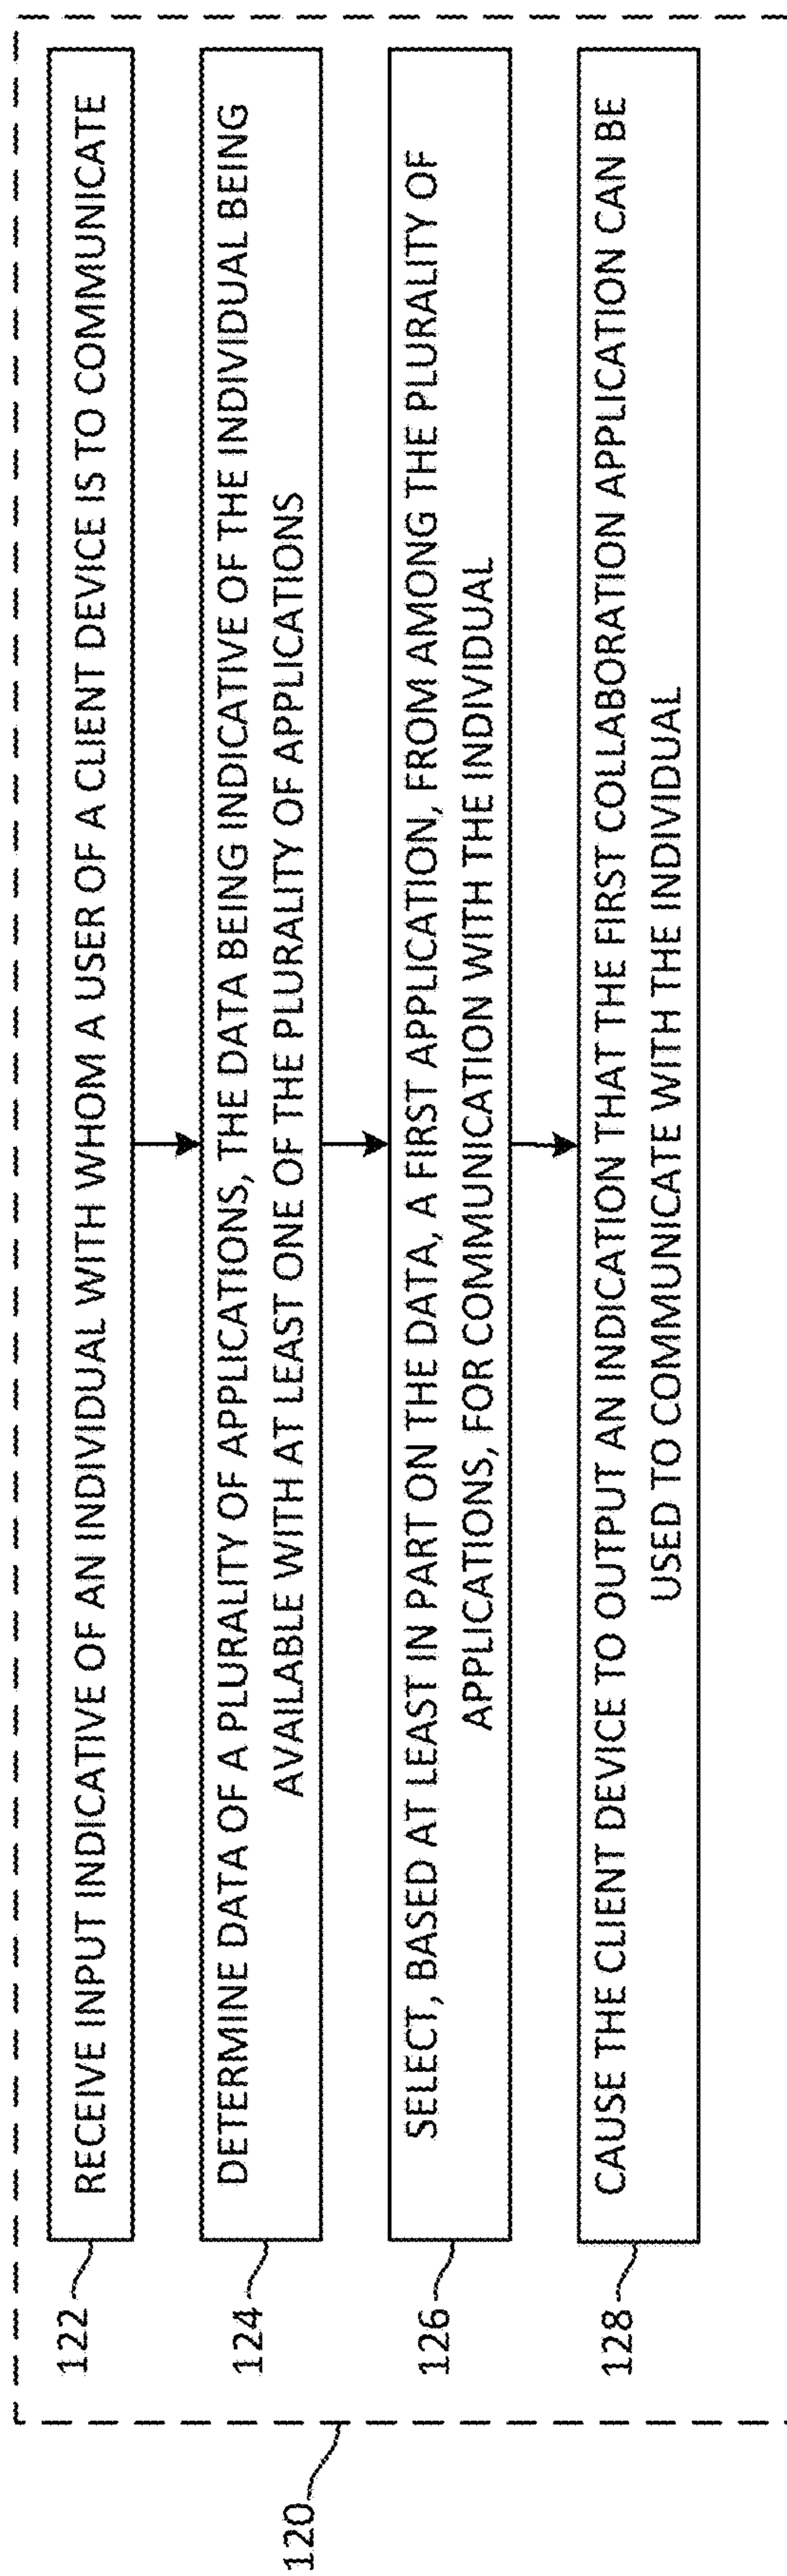 122
RECEIVE INPUT INDICATIVE OF AN INDIVIDUAL WITH WHOM A USER OF A CLIENT DEVICE IS TO COMMUNICATE
124
DETERMINE DATA OF A PLURALITY OF APPLICATIONS, THE DATA BEING INDICATIVE OF THE INDIVIDUAL BEING
AVAILABLE WITH AT LEAST ONE OF THE PLURALITY OF APPLICATIONS
126
SELECT, BASED AT LEAST IN PART ON THE DATA, A FIRST APPLICATION, FROM AMONG THE PLURALITY OF
APPLICATIONS, FOR COMMUNICATION WITH THE INDIVIDUAL
128
CAUSE THE CLIENT DEVICE TO OUTPUT AN INDICATION THAT THE FIRST COLLABORATION APPLICATION CAN BE
USED TO COMMUNICATE WITH THE INDIVIDUAL
120